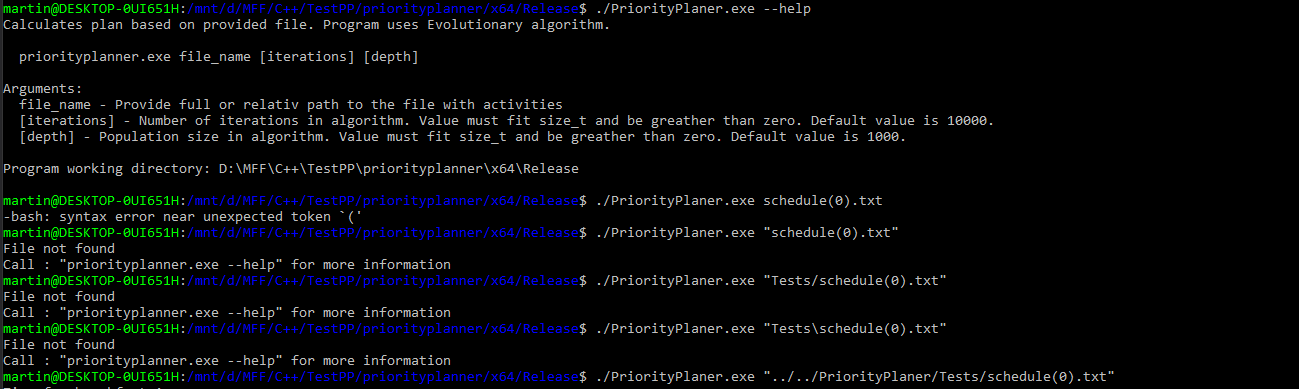 martin@DESKTOP-0UI651H:/mnt/d/MFF/C++/TestPP/priorityplanner/x64/Release$ ./PriorityPlaner.exe --help
Calculates plan based on provided file. Program uses Evolutionary algorithm.
priorityplanner.exe file_name [iterations] [depth]
Arguments:
file_name - Provide full or relativ path to the file with activities
[iterations] - Number of iterations in algorithm. Value must fit size_t and be greather than zero. Default value is 10000.
[depth] - Population size in algorithm. Value must fit size_t and be greather than zero. Default value is 1000.
Program working directory: D:\MFF\C++\TestPP\priorityplanner\x64\Release
martin@DESKTOP-0UI651H:/mnt/d/MFF/C++/TestPP/priorityplanner/x64/Release$ ./PriorityPlaner.exe schedule(0).txt
-bash: syntax error near unexpected token `('
martin@DESKTOP-0UI651H:/mnt/d/MFF/C++/TestPP/priorityplanner/x64/Release$ ./PriorityPlaner.exe "schedule(0).txt"
File not found
Call : "priorityplanner.exe --help" for more information
martin@DESKTOP-0UI651H:/mnt/d/MFF/C++/TestPP/priorityplanner/x64/Release$ ./PriorityPlaner.exe "Tests/schedule(0).txt"
File not found
Call : "priorityplanner.exe --help" for more information
martin@DESKTOP-0UI651H:/mnt/d/MFF/C++/TestPP/priorityplanner/x64/Release$ ./PriorityPlaner.exe "Tests\schedule(0).txt"
File not found
Call : "priorityplanner.exe --help" for more information
martin@DESKTOP-0UI651H:/mnt/d/MFF/C++/TestPP/priorityplanner/x64/Release$ ./PriorityPlaner.exe "../../PriorityPlaner/Tests/schedule(0).txt"